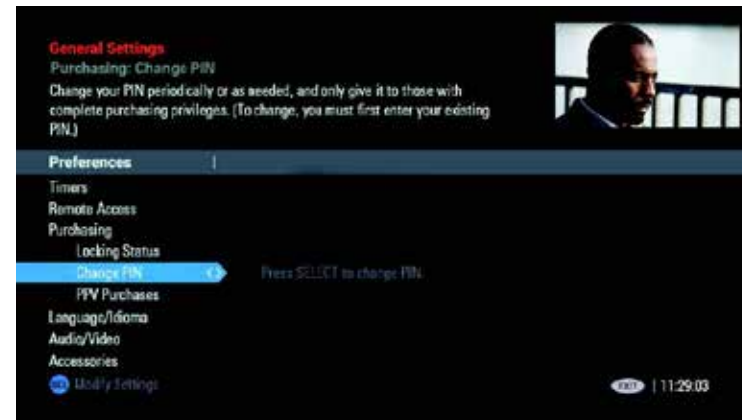 General Settings
Purchasing: Change PIN
Change your PIN periodically or as needed, and only give it to those with
complete purchasing privileges. (To change, you must first enter your existing
PIN.)
Preferences
Timers
Remote Access
Purchasing
Locking Status
Change PIN
Press SELECT to change PIN.
PPV Purchases
Language/Idioma
Audio/Video
Accessories
Modify Settings
EXIT | 11:29:03